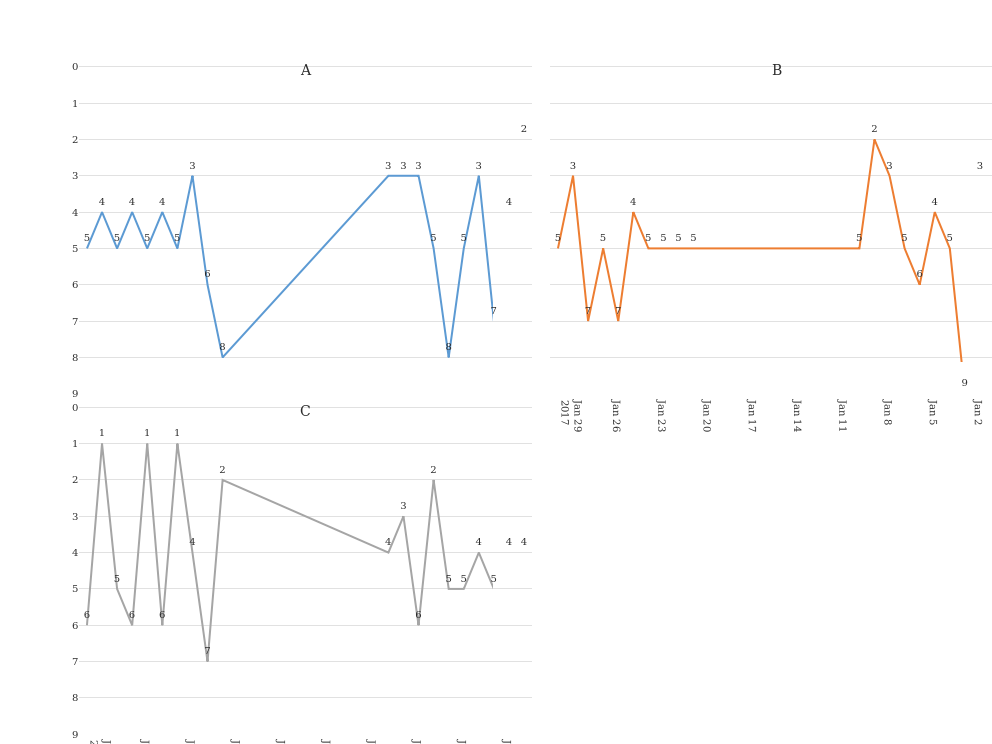 A
0
1
2
3
4
5
6
7
8
9
5 4 5 4 5 4 5 3 6 8 3 3 3 5 8 5 3 7 4 2
B
5 3 7 5 7 4 5 5 5 5 5 2 3 5 6 4 5 9 3
Jan 29
2017
Jan 26
Jan 23
Jan 20
Jan 17
Jan 14
Jan 11
Jan 8
Jan 5
Jan 2
C
0
1
2
3
4
5
6
7
8
9
6 1 5 6 1 6 1 4 7 2 4 3 6 2 5 5 4 5 4 4